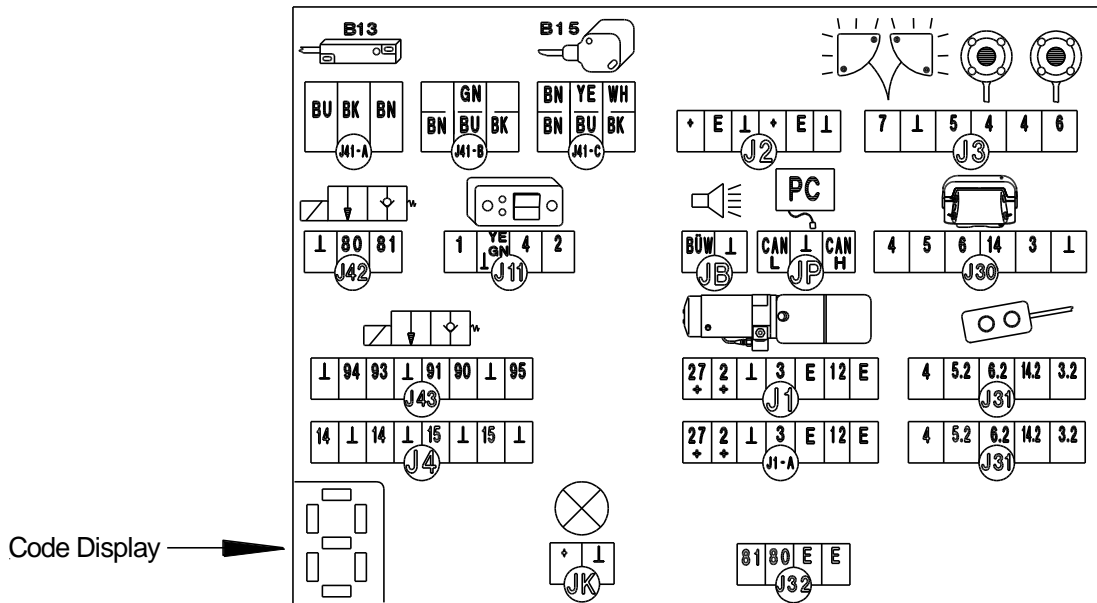 B13 B15
BU BK BN
J41-A
GN
BN BU BK
J41-B
BN YE WH
BN BU BK
J41-C
+ E ⊥ + E ⊥
J2
7 ⊥ 5 4 4 6
J3
PC
⊥ 80 81
J42
1 ⊥ YE GN 4 2
J11
BÜW ⊥
JB
CAN L ⊥ CAN H
JP
4 5 6 14 3 ⊥
J30
⊥ 94 93 ⊥ 91 90 ⊥ 95
J43
27 + 2 + ⊥ 3 E 12 E
J1
4 5.2 6.2 14.2 3.2
J31
14 ⊥ 14 ⊥ 15 ⊥ 15 ⊥
J4
27 + 2 + ⊥ 3 E 12 E
J1-A
4 5.2 6.2 14.2 3.2
J31
Code Display
+ ⊥
JK
81 80 E E
J32